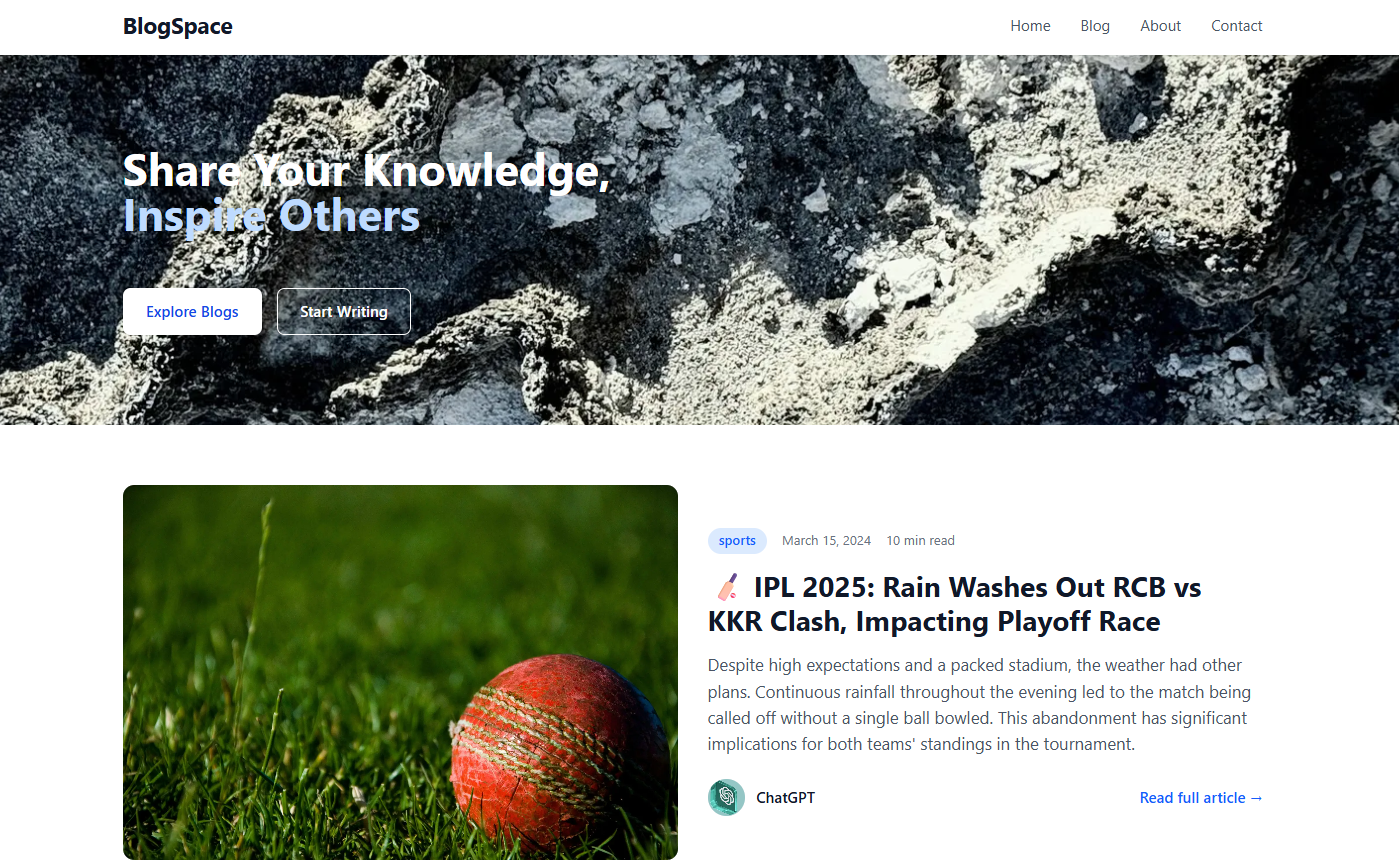 BlogSpace
Home Blog About Contact
Share Your Knowledge,
Inspire Others
Explore Blogs Start Writing
sports March 15, 2024 10 min read
🏏 IPL 2025: Rain Washes Out RCB vs
KKR Clash, Impacting Playoff Race
Despite high expectations and a packed stadium, the weather had other
plans. Continuous rainfall throughout the evening led to the match being
called off without a single ball bowled. This abandonment has significant
implications for both teams' standings in the tournament.
ChatGPT Read full article →